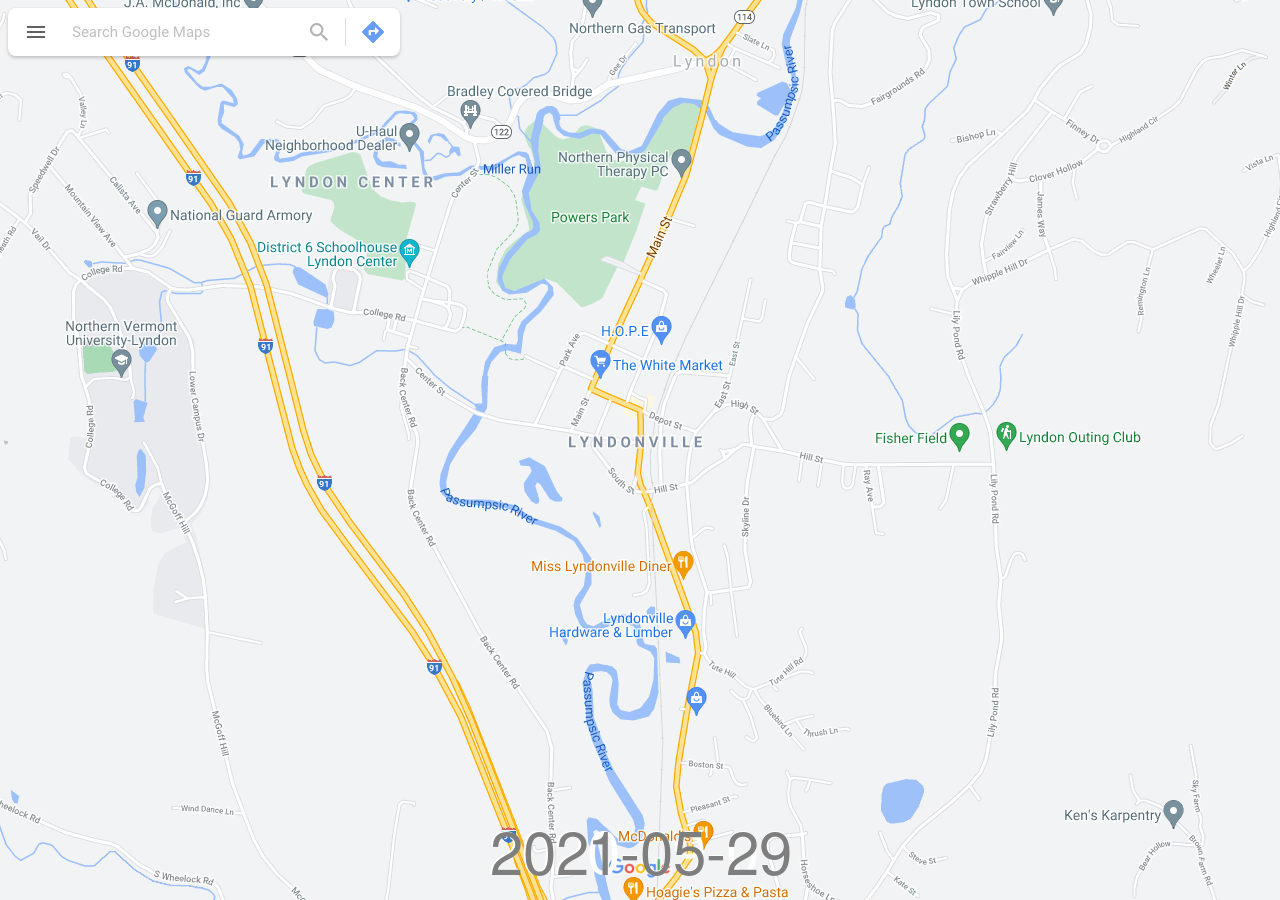 J.A. McDonald, Inc
Search Google Maps
Northern Gas Transport
Lyndon Town School
114
Slate Ln
Lyndon
Gee Dr
91
Bradley Covered Bridge
122
U-Haul
Neighborhood Dealer
Miller Run
Passumpsic River
Fairgrounds Rd
Winter Ln
Bishop Ln
Finney Dr
Highland Cir
Clover Hollow
Vista Ln
Northern Physical
Therapy PC
LYNDON CENTER
Center St
Valley Ln
Speedwell Dr
Mountain View Ave
Calista Ave
91
National Guard Armory
Powers Park
Main St
Strawberry Hill
James Way
Vail Dr
District 6 Schoolhouse
Lyndon Center
Fairview Ln
Whipple Hill Dr
Wheeler Ln
Remington Ln
Whipple Hill Dr
College Rd
College Rd
Northern Vermont
University-Lyndon
91
H.O.P.E
Park Ave
The White Market
East St
Lily Pond Rd
Lower Campus Dr
Back Center Rd
Center St
Main St
East St
High St
Depot St
College Rd
LYNDONVILLE
Fisher Field
Lyndon Outing Club
Hill St
South St
Hill St
Ray Ave
Lily Pond Rd
College Rd
McGoff Hill
91
Passumpsic River
Back Center Rd
Skyline Dr
Miss Lyndonville Diner
Lyndonville
Hardware & Lumber
91
Back Center Rd
Tute Hill
Tute Hill Rd
Bluebird Ln
Thrush Ln
Passumpsic River
Lily Pond Rd
McGoff Hill
Boston St
Pleasant St
Wind Dance Ln
Back Center Rd
Sky Farm
Ken's Karpentry
McDonald's
2021-05-29
Google
Steve St
Kate St
Bear Hollow
Brown Farm Rd
Horseshoe Ln
S Wheelock Rd
Hoagie's Pizza & Pasta